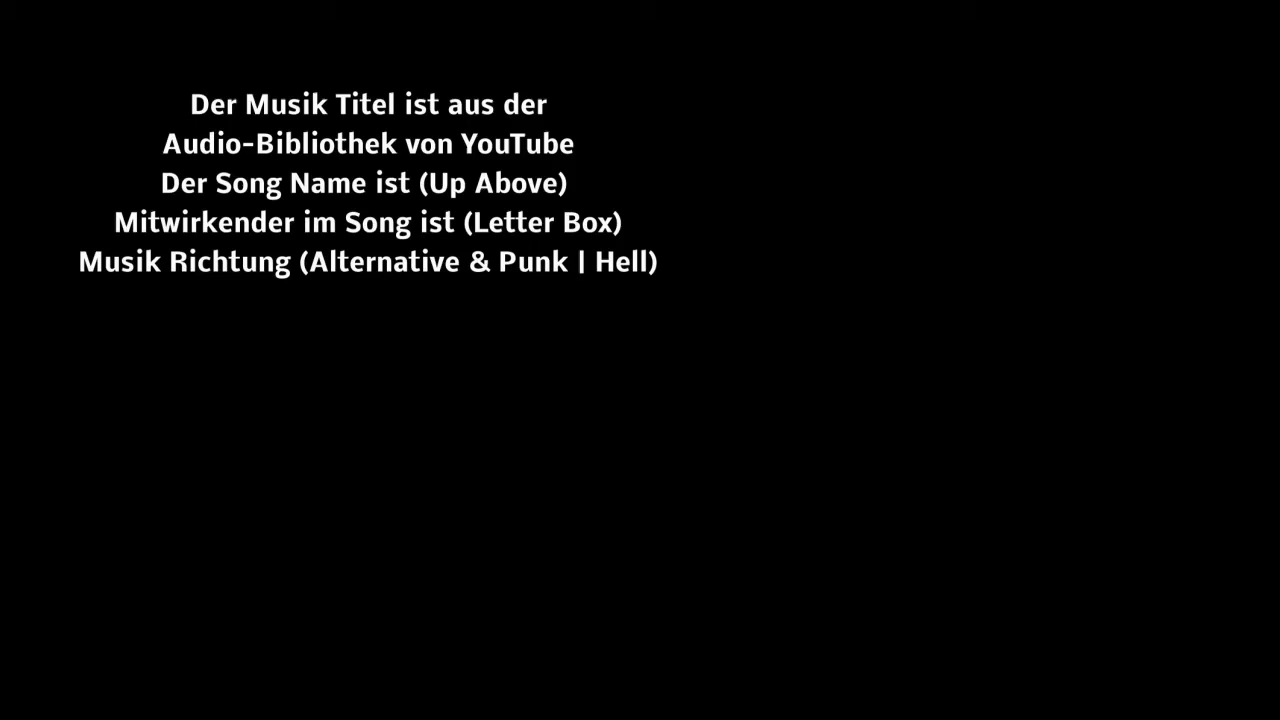 Der Musik Titel ist aus der
Audio-Bibliothek von YouTube
Der Song Name ist (Up Above)
Mitwirkender im Song ist (Letter Box)
Musik Richtung (Alternative & Punk | Hell)